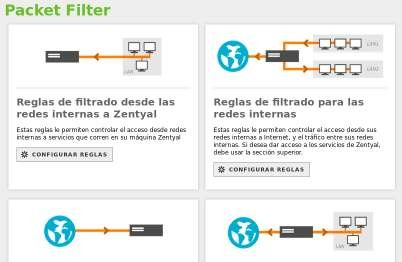 Packet Filter
LAN
LAN1
LAN2
Reglas de filtrado desde las
redes internas a Zentyal
Estas reglas le permiten controlar el acceso desde redes
internas a servicios que corren en su máquina Zentyal
CONFIGURAR REGLAS
Reglas de filtrado para las
redes internas
Estas reglas le permiten controlar el acceso desde sus
redes internas a Internet, y el tráfico entre sus redes
internas. Si desea dar acceso a los servicios de Zentyal,
debe usar la sección superior.
CONFIGURAR REGLAS
LAN